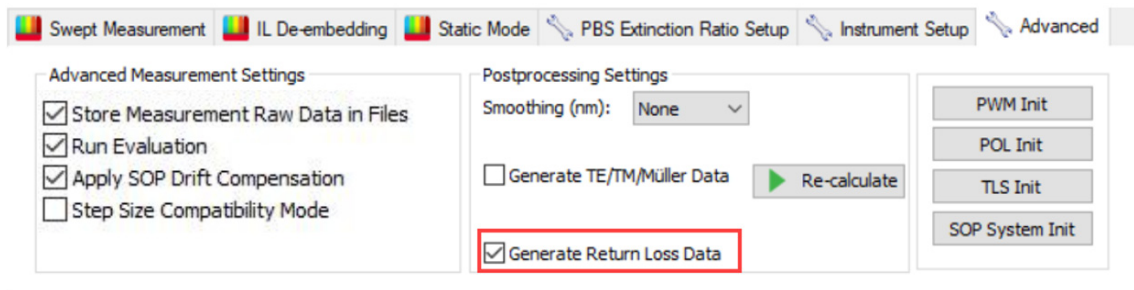 Swept Measurement IL De-embedding Static Mode PBS Extinction Ratio Setup Instrument Setup Advanced
Advanced Measurement Settings
Store Measurement Raw Data in Files
Run Evaluation
Apply SOP Drift Compensation
Step Size Compatibility Mode
Postprocessing Settings
Smoothing (nm): None
Generate TE/TM/Müller Data Re-calculate
Generate Return Loss Data
PWM Init
POL Init
TLS Init
SOP System Init